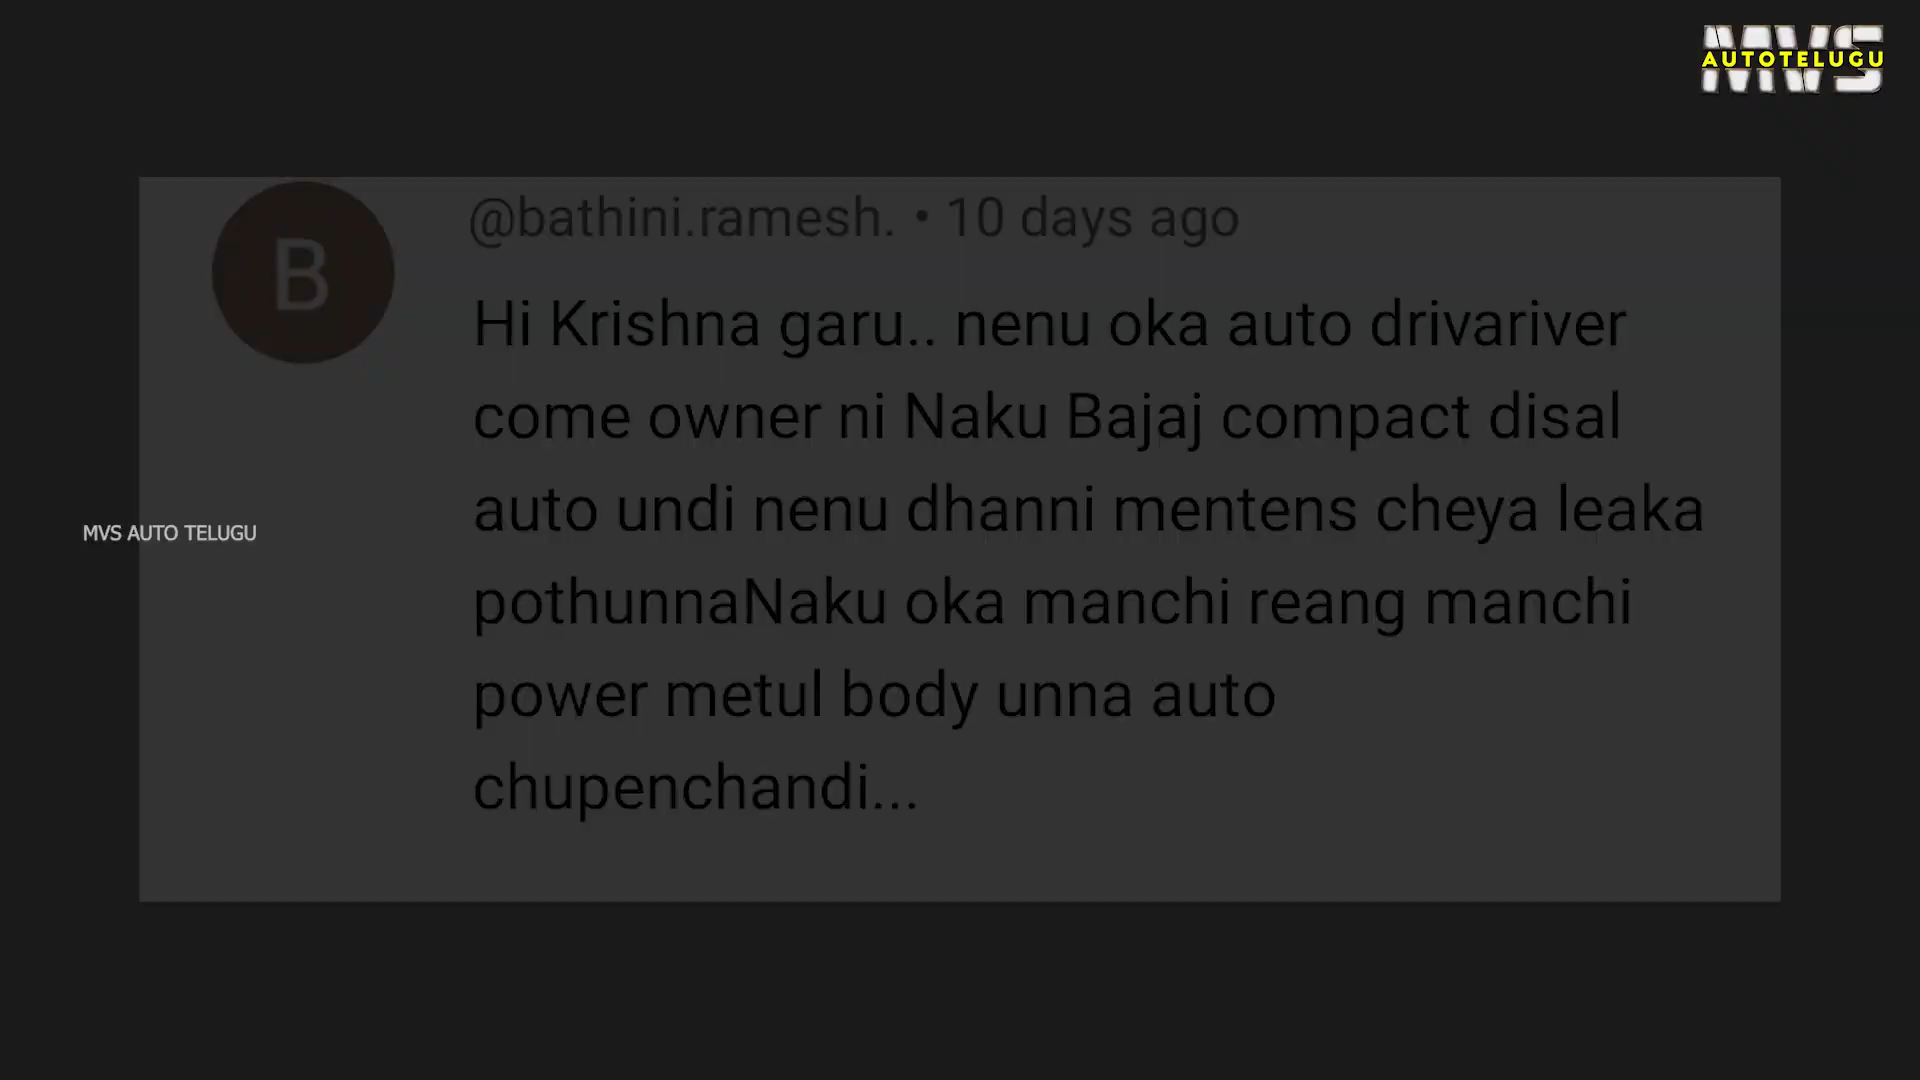 MVS
AUTOTELUGU
B
@bathini.ramesh. • 10 days ago
Hi Krishna garu.. nenu oka auto drivariver
come owner ni Naku Bajaj compact disal
auto undi nenu dhanni mentens cheya leaka
pothunnaNaku oka manchi reang manchi
power metul body unna auto
chupenchandi...
MVS AUTO TELUGU